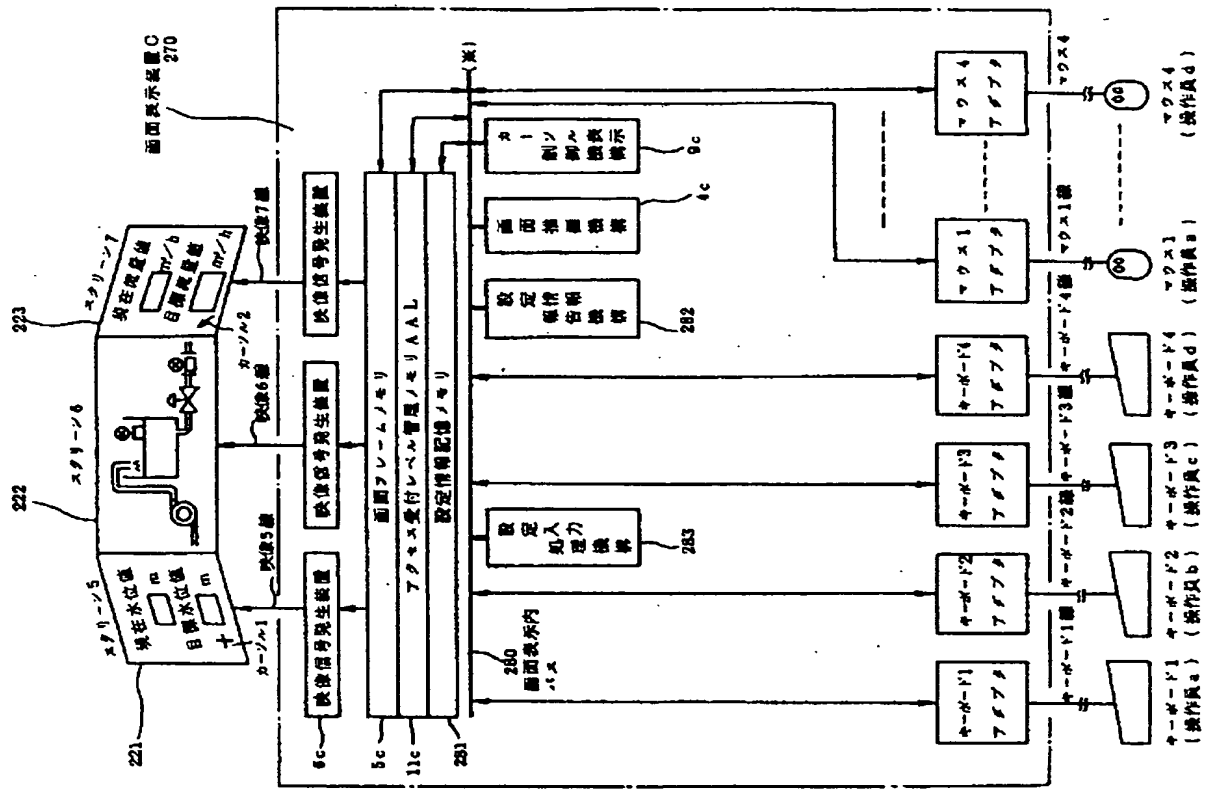 画面表示装置C
270
223
222
221
スクリーン7
現在流量値
m³/h
目標流量値
m³/h
カーソル2
スクリーン6
スクリーン5
現在水位値
m
目標水位値
m
カーソル1
映像7線
映像6線
映像5線
映像信号発生装置
映像信号発生装置
映像信号発生装置
6c
画面フレームメモリ
5c
アクセス受付レベル管理メモリAAL
11c
設定情報記憶メモリ
281
(※)
カーソル表示
制御機構
9c
画面描画機構
4c
設定情報
報告機構
282
設定入力
処理機構
283
280
画面表示内
バス
マウス4
アダプタ
マウス1
アダプタ
キーボード4
アダプタ
キーボード3
アダプタ
キーボード2
アダプタ
キーボード1
アダプタ
マウス4
マウス1線
キーボード4線
キーボード3線
キーボード2線
キーボード1線
マウス4
(操作員d)
マウス1
(操作員a)
キーボード4
(操作員d)
キーボード3
(操作員c)
キーボード2
(操作員b)
キーボード1
(操作員a)